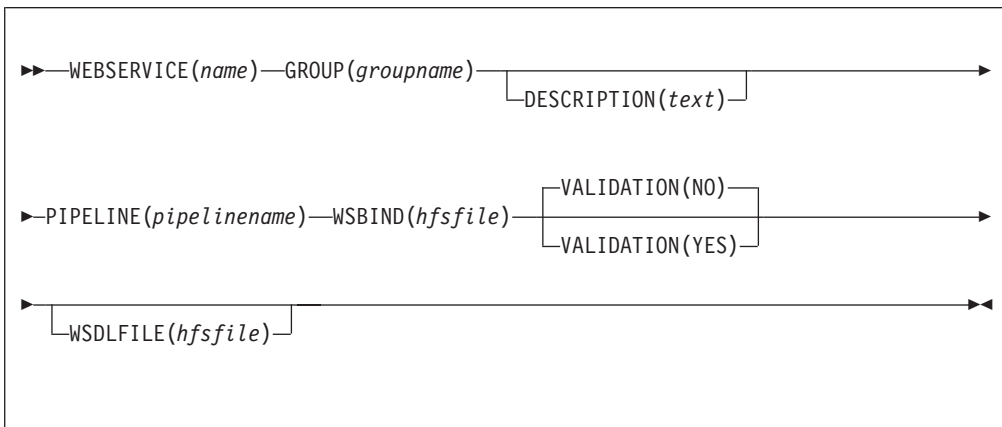 WEBSERVICE(name) GROUP(groupname)
DESCRIPTION(text)
VALIDATION(NO)
PIPELINE(pipelinename) WSBIND(hfsfile)
VALIDATION(YES)
WSDLFILE(hfsfile)